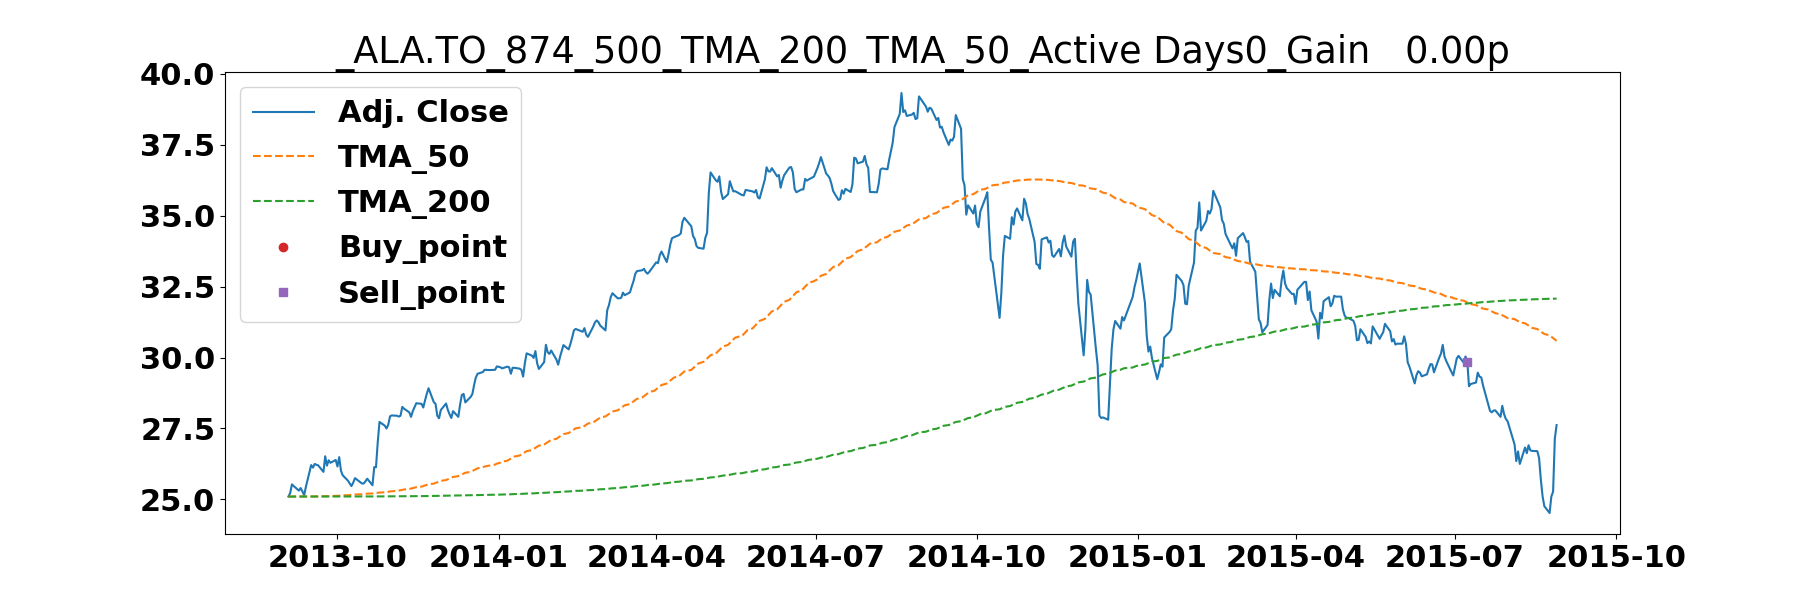 _ALA.TO_874_500_TMA_200_TMA_50_Active Days0_Gain   0.00p
40.0
37.5
35.0
32.5
30.0
27.5
25.0
Adj. Close
TMA_50
TMA_200
Buy_point
Sell_point
2013-10 2014-01 2014-04 2014-07 2014-10 2015-01 2015-04 2015-07 2015-10